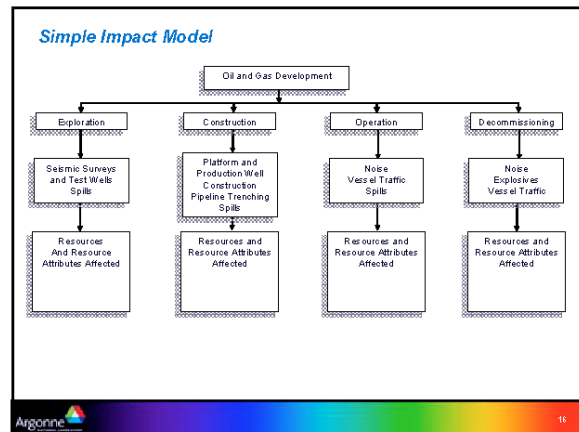 Simple Impact Model
Oil and Gas Development
Exploration
Construction
Operation
Decommissioning
Seismic Surveys
and Test Wells
Spills
Platform and
Production Well
Construction
Pipeline Trenching
Spills
Noise
Vessel Traffic
Spills
Noise
Explosives
Vessel Traffic
Resources
And Resource
Attributes Affected
Resources and
Resource Attributes
Affected
Resources and
Resource Attributes
Affected
Resources and
Resource Attributes
Affected
Argonne
16